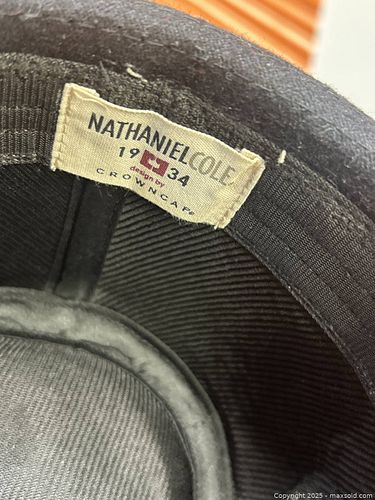 NATHANIELCOLE
19 34
design by
CROWNCAP®
Copyright 2025 - maxsold.com